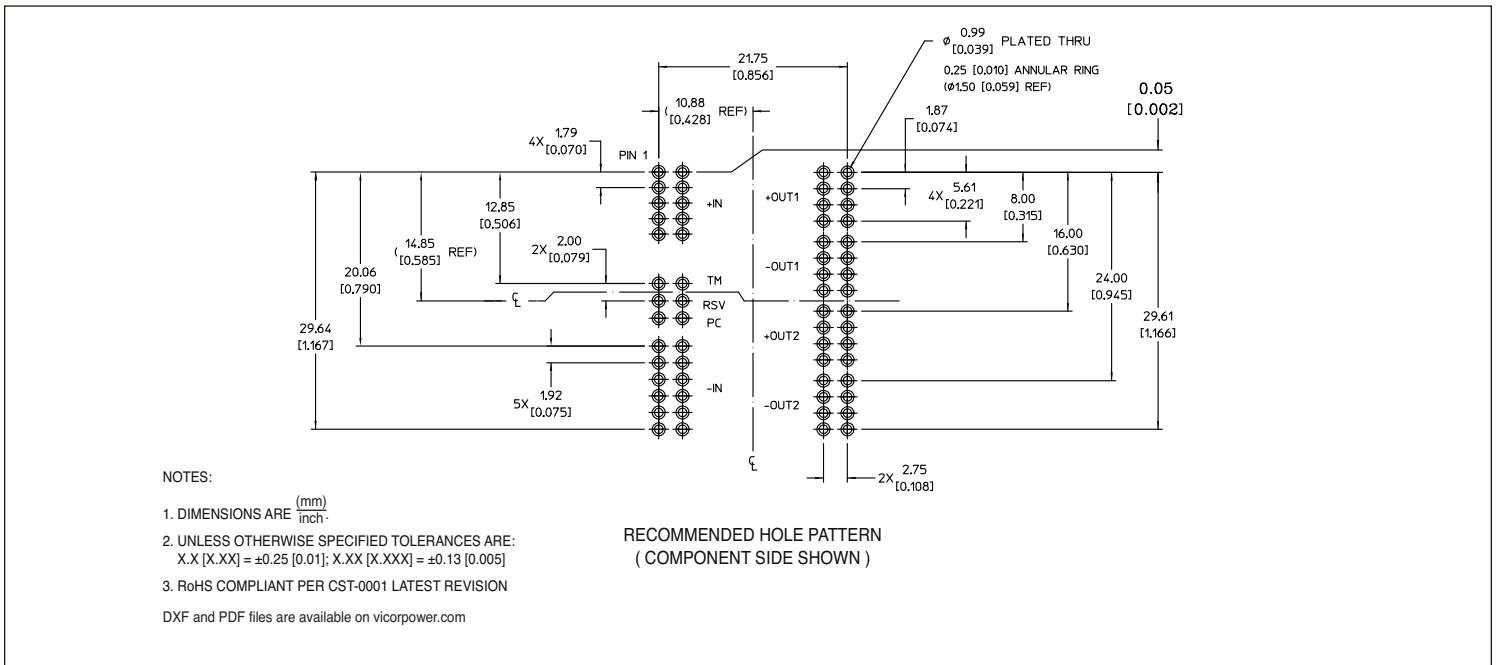 ⌀ 0.99 [0.039] PLATED THRU
0.25 [0.010] ANNULAR RING
(⌀1.50 [0.059] REF)
21.75
[0.856]
0.05
[0.002]
( 10.88 [0.428] REF)
1.87
[0.074]
4X 1.79 [0.070]
PIN 1
+IN
+OUT1
4X 5.61 [0.221]
8.00
[0.315]
12.85
[0.506]
16.00
[0.630]
( 14.85 [0.585] REF)
2X 2.00 [0.079]
-OUT1
24.00
[0.945]
20.06
[0.790]
TM
℄
RSV
PC
29.64
[1.167]
+OUT2
29.61
[1.166]
-IN
5X 1.92 [0.075]
-OUT2
℄
2X 2.75 [0.108]
NOTES:
1. DIMENSIONS ARE (mm)/inch.
2. UNLESS OTHERWISE SPECIFIED TOLERANCES ARE:
X.X [X.XX] = ±0.25 [0.01]; X.XX [X.XXX] = ±0.13 [0.005]
3. RoHS COMPLIANT PER CST-0001 LATEST REVISION
DXF and PDF files are available on vicorpower.com
RECOMMENDED HOLE PATTERN
( COMPONENT SIDE SHOWN )